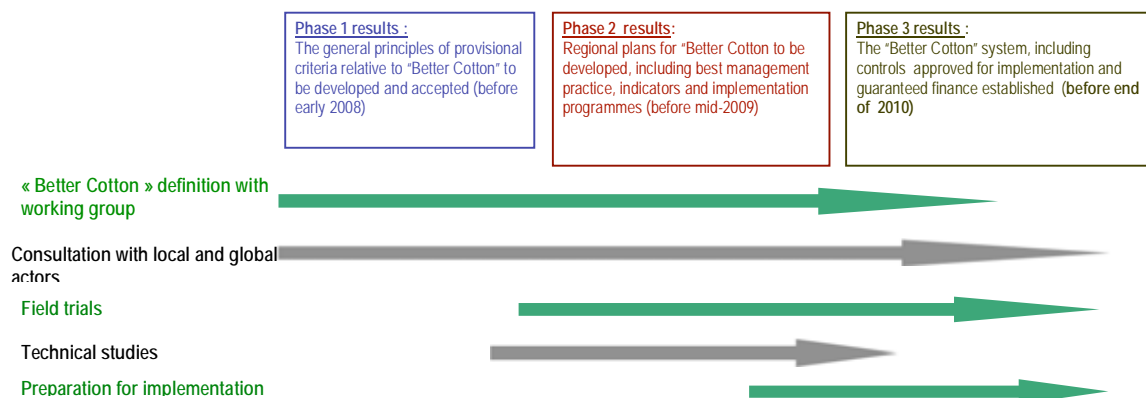 Phase 1 results :
The general principles of provisional
criteria relative to "Better Cotton" to
be developed and accepted (before
early 2008)
Phase 2 results:
Regional plans for "Better Cotton to be
developed, including best management
practice, indicators and implementation
programmes (before mid-2009)
Phase 3 results :
The "Better Cotton" system, including
controls approved for implementation and
guaranteed finance established (before end
of 2010)
« Better Cotton » definition with
working group
Consultation with local and global
actors
Field trials
Technical studies
Preparation for implementation